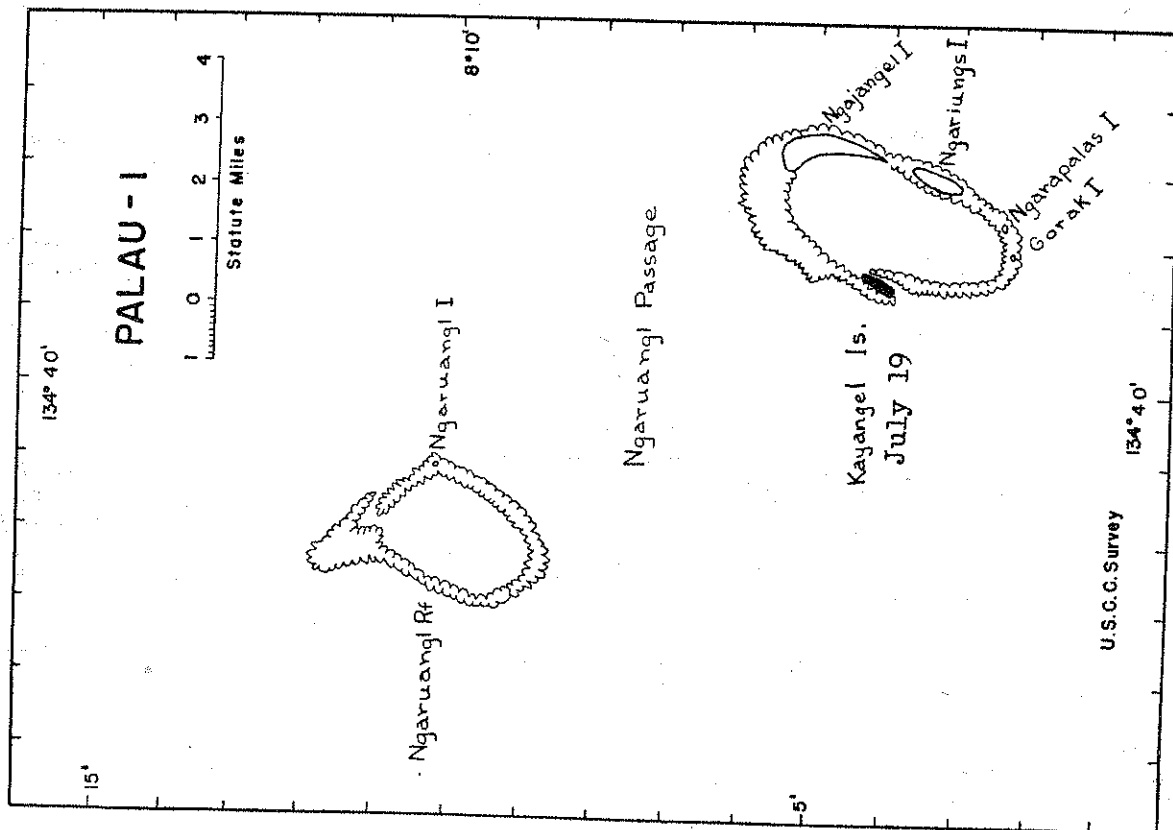 PALAU - 1
1 0 1 2 3 4
Statute Miles
134° 40'
8°10'
15'
Ngaruangl I
Ngaruangl Rf
Ngaruangl Passage
Ngajangel I
Ngariungs I
Ngarapalas I
Gorak I
Kayangel Is.
July 19
5'
134° 40'
U.S.C.C. Survey